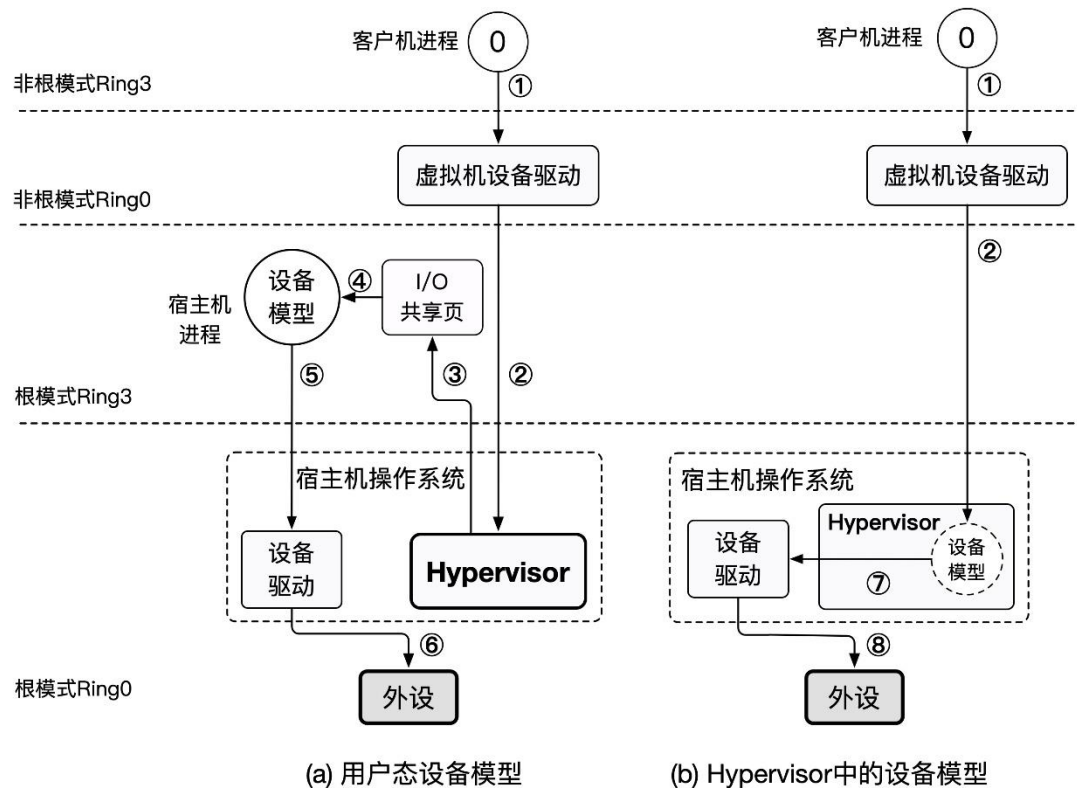 客户机进程
0
客户机进程
0
①
①
非根模式Ring3
虚拟机设备驱动
虚拟机设备驱动
非根模式Ring0
②
设备
模型
④
I/O
共享页
宿主机
进程
⑤
③
②
根模式Ring3
宿主机操作系统
宿主机操作系统
设备
驱动
Hypervisor
设备
驱动
Hypervisor
设备
模型
⑦
⑥
⑧
根模式Ring0
外设
外设
(a) 用户态设备模型
(b) Hypervisor中的设备模型